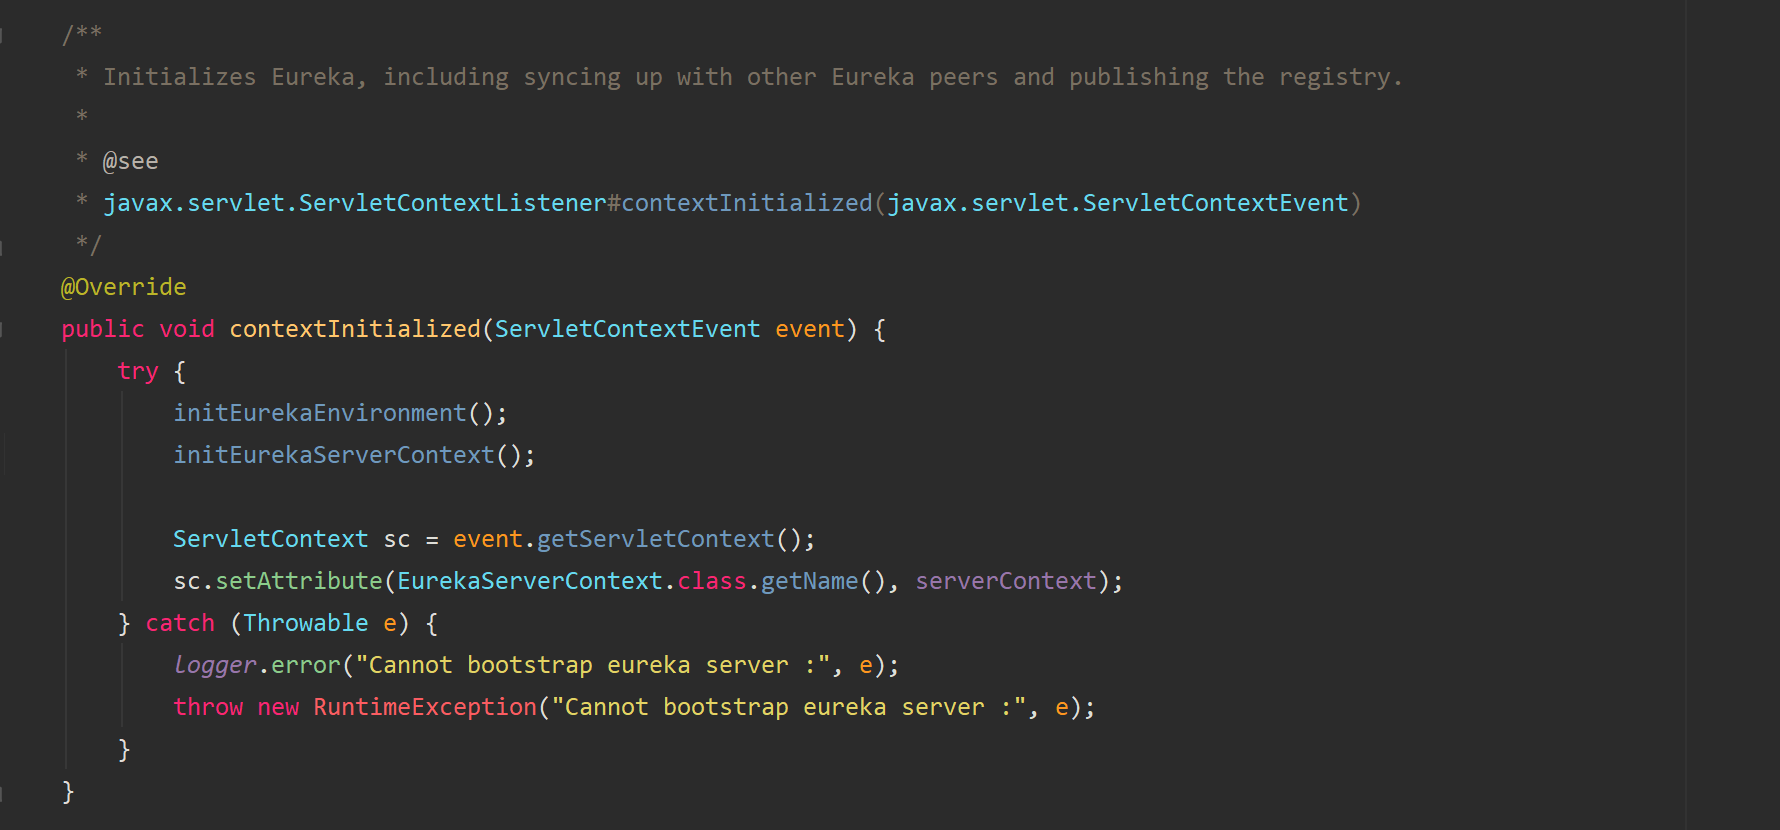 /**
 * Initializes Eureka, including syncing up with other Eureka peers and publishing the registry.
 *
 * @see
 * javax.servlet.ServletContextListener#contextInitialized(javax.servlet.ServletContextEvent)
 */
@Override
public void contextInitialized(ServletContextEvent event) {
    try {
        initEurekaEnvironment();
        initEurekaServerContext();

        ServletContext sc = event.getServletContext();
        sc.setAttribute(EurekaServerContext.class.getName(), serverContext);
    } catch (Throwable e) {
        logger.error("Cannot bootstrap eureka server :", e);
        throw new RuntimeException("Cannot bootstrap eureka server :", e);
    }
}